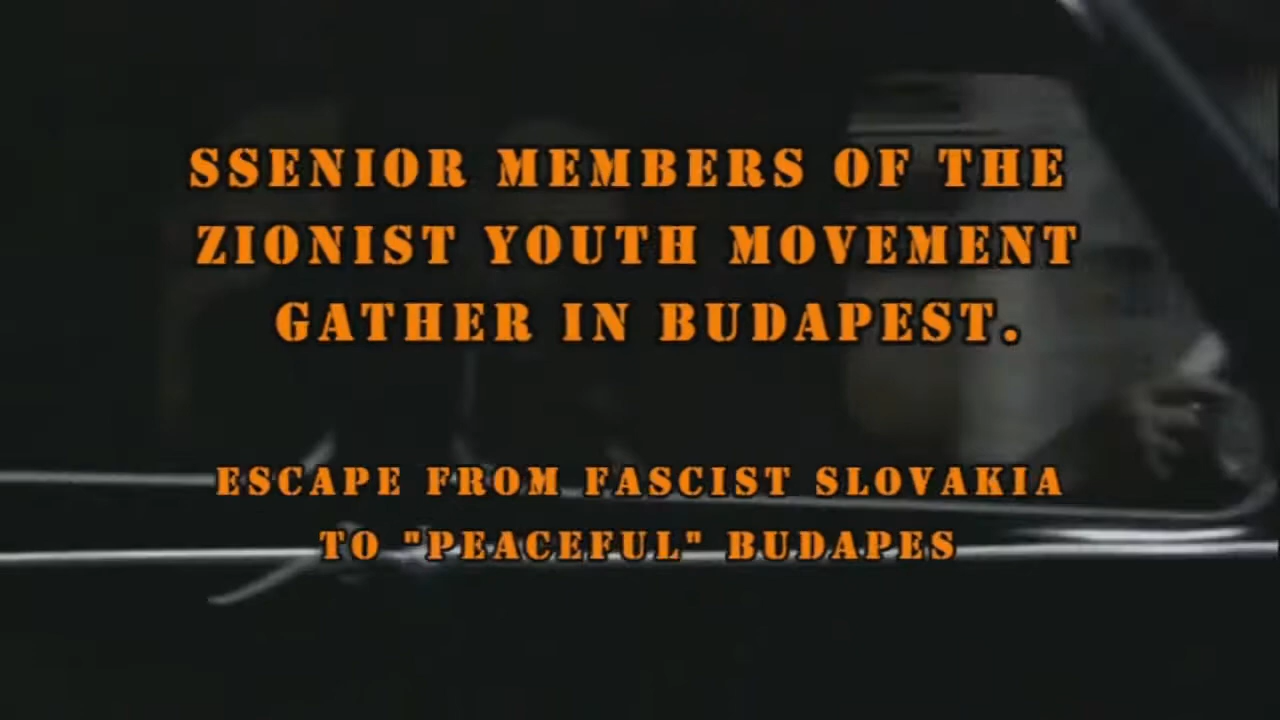 SSENIOR MEMBERS OF THE
ZIONIST YOUTH MOVEMENT
GATHER IN BUDAPEST.
ESCAPE FROM FASCIST SLOVAKIA
TO "PEACEFUL" BUDAPES